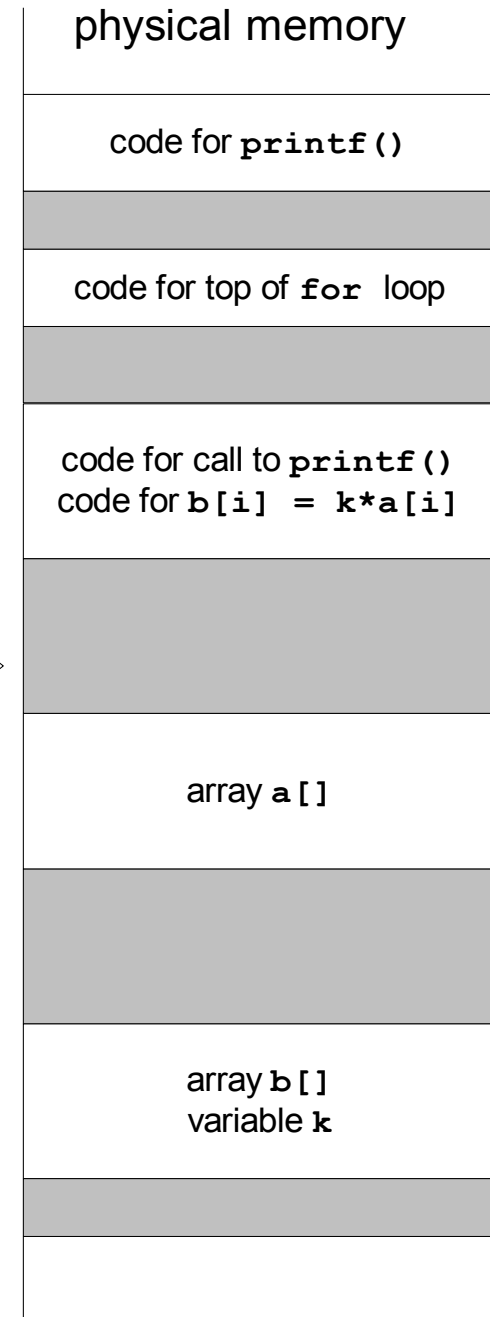 physical memory
code for printf()
code for top of for loop
code for call to printf()
code for b[i] = k*a[i]
array a[]
array b[]
variable k